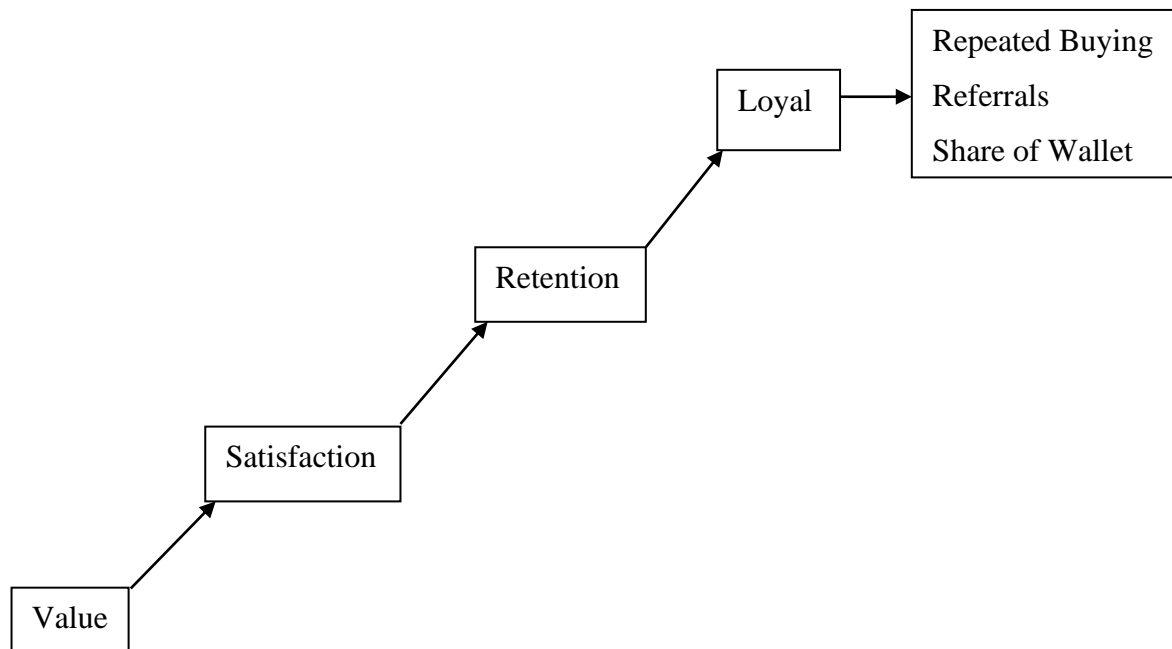 Repeated Buying
Referrals
Share of Wallet
Loyal
Retention
Satisfaction
Value